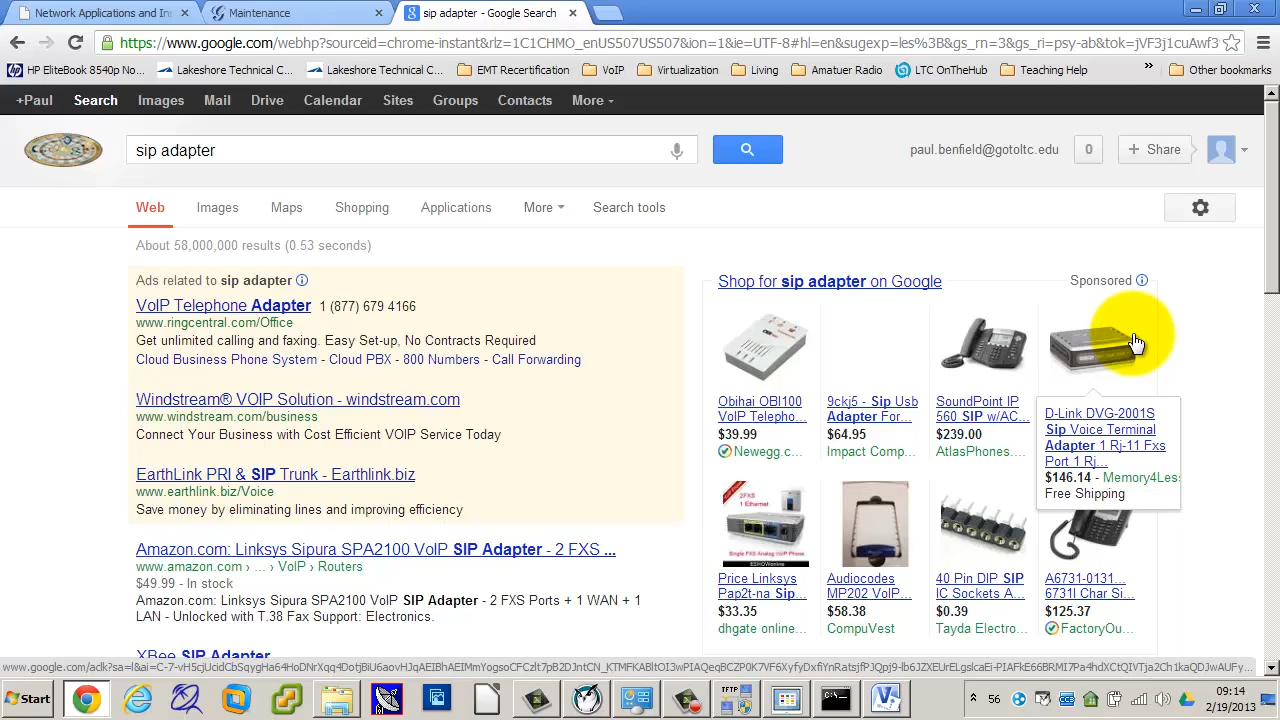 Network Applications and In
Maintenance
sip adapter - Google Search
https://www.google.com/webhp?sourceid=chrome-instant&rlz=1C1CHMO_enUS507US507&ion=1&ie=UTF-8#hl=en&sugexp=les%3B&gs_rn=3&gs_ri=psy-ab&tok=jVF3j1cuAwf3
HP EliteBook 8540p No...
Lakeshore Technical C...
Lakeshore Technical C...
EMT Recertification
VoIP
Virtualization
Living
Amatuer Radio
LTC OnTheHub
Teaching Help
»
Other bookmarks
+Paul Search Images Mail Drive Calendar Sites Groups Contacts More
sip adapter
paul.benfield@gotoltc.edu
0
+ Share
Web Images Maps Shopping Applications More Search tools
About 58,000,000 results (0.53 seconds)
Ads related to sip adapter
VoIP Telephone Adapter 1 (877) 679 4166
www.ringcentral.com/Office
Get unlimited calling and faxing. Easy Set-up, No Contracts Required
Cloud Business Phone System - Cloud PBX - 800 Numbers - Call Forwarding
Windstream® VOIP Solution - windstream.com
www.windstream.com/business
Connect Your Business with Cost Efficient VOIP Service Today
EarthLink PRI & SIP Trunk - Earthlink.biz
www.earthlink.biz/Voice
Save money by eliminating lines and improving efficiency
Amazon.com: Linksys Sipura SPA2100 VoIP SIP Adapter - 2 FXS ...
www.amazon.com › ... › VoIP › Routers
$49.99 - In stock
Amazon.com: Linksys Sipura SPA2100 VoIP SIP Adapter - 2 FXS Ports + 1 WAN + 1
LAN - Unlocked with T.38 Fax Support: Electronics.
XBee SIP Adapter
Shop for sip adapter on Google
Sponsored
Obihai OBI100
VoIP Telepho...
$39.99
Newegg.c...
9ckj5 - Sip Usb
Adapter For...
$64.95
Impact Comp...
SoundPoint IP
560 SIP w/AC...
$239.00
AtlasPhones....
D-Link DVG-2001S
Sip Voice Terminal
Adapter 1 Rj-11 Fxs
Port 1 Rj...
$146.14 - Memory4Les
Free Shipping
2FXS
1 Ethernet
Single FXS Analog VoIP Phone
ESHOWonline
Price Linksys
Pap2t-na Sip...
$33.35
dhgate online...
Audiocodes
MP202 VoIP...
$58.38
CompuVest
40 Pin DIP SIP
IC Sockets A...
$0.39
Tayda Electro...
A6731-0131...
6731I Char Si...
$125.37
FactoryOu...
Start
TFTP
56
09:14
2/19/2013